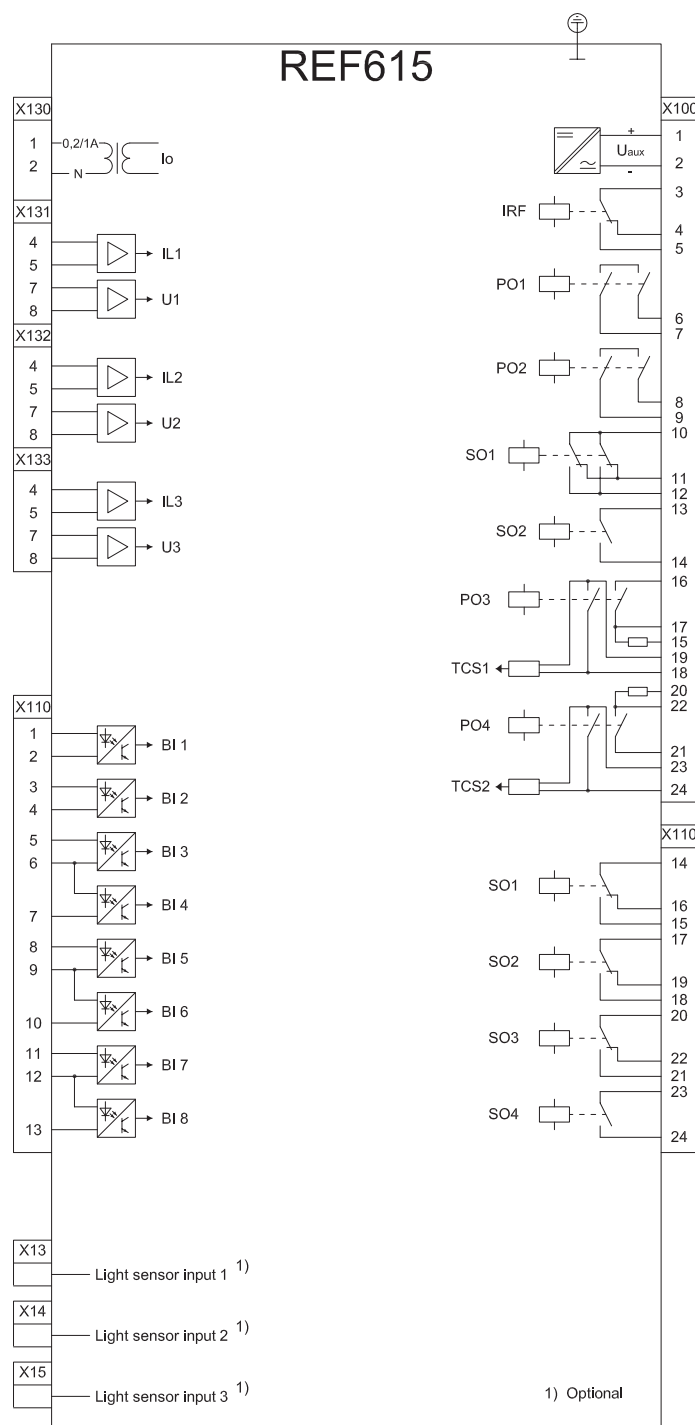 REF615
X130
1
0,2/1A
2
N
Io
X131
4
5
IL1
7
8
U1
X132
4
5
IL2
7
8
U2
X133
4
5
IL3
7
8
U3
X110
1
2
BI 1
3
4
BI 2
5
6
BI 3
7
BI 4
8
9
BI 5
10
BI 6
11
12
BI 7
13
BI 8
X13
Light sensor input 1 1)
X14
Light sensor input 2 1)
X15
Light sensor input 3 1)
X100
+
1
Uaux
2
-
3
IRF
4
5
PO1
6
7
PO2
8
9
10
SO1
11
12
13
SO2
14
16
PO3
17
15
19
TCS1
18
20
22
PO4
21
23
TCS2
24
X110
14
SO1
16
15
17
SO2
19
18
20
SO3
22
21
23
SO4
24
1) Optional